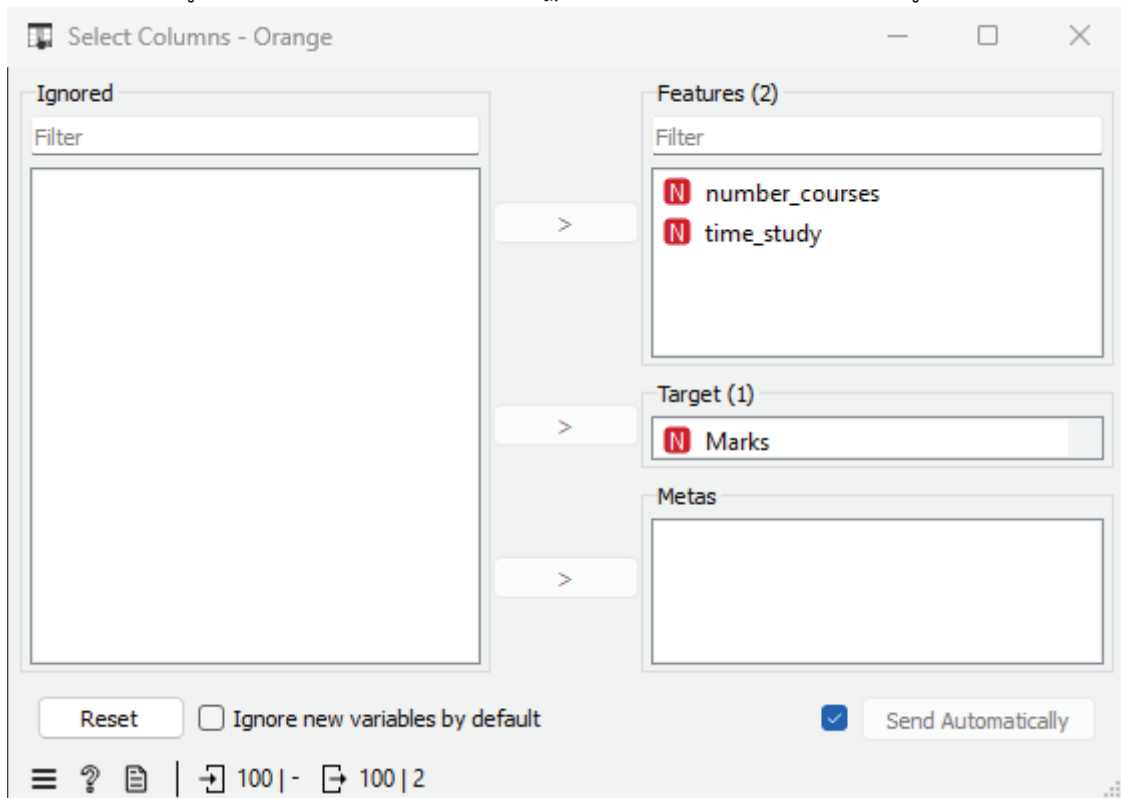 Select Columns - Orange
Ignored
Filter
>
>
>
Features (2)
Filter
N number_courses
N time_study
Target (1)
N Marks
Metas
Reset
Ignore new variables by default
Send Automatically
? 100 | - 100 | 2